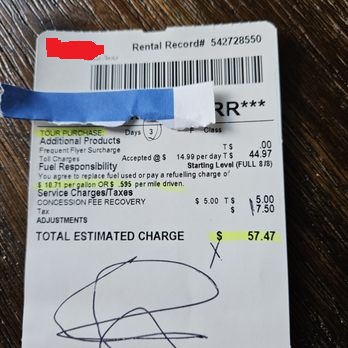 Rental Record# 542728550
RR***
TOUR PURCHASE: Days 3 Class
Additional Products
Frequent Flyer Surcharge T$ .00
Toll Charges Accepted @ $ 14.99 per day T $ 44.97
Fuel Responsibility Starting Level (FULL 8/8)
You agree to replace fuel used or pay a refuelling charge of
$ 10.71 per gallon OR $ .595 per mile driven.
Service Charges/Taxes
CONCESSION FEE RECOVERY $ 5.00 T $ 5.00
Tax $ 7.50
ADJUSTMENTS
TOTAL ESTIMATED CHARGE $ 57.47